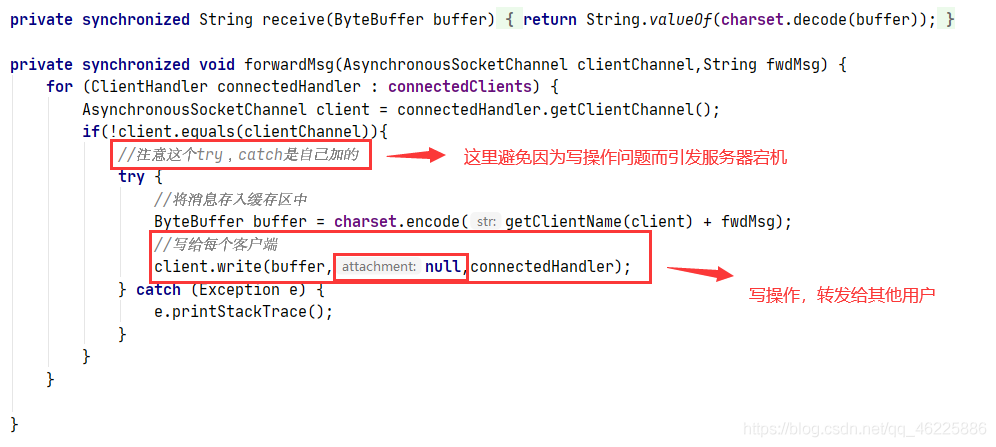 private synchronized String receive(ByteBuffer buffer) { return String.valueOf(charset.decode(buffer)); }
private synchronized void forwardMsg(AsynchronousSocketChannel clientChannel,String fwdMsg) {
for (ClientHandler connectedHandler : connectedClients) {
AsynchronousSocketChannel client = connectedHandler.getClientChannel();
if(!client.equals(clientChannel)){
//注意这个try，catch是自己加的
这里避免因为写操作问题而引发服务器宕机
try {
//将消息存入缓存区中
ByteBuffer buffer = charset.encode( str: getClientName(client) + fwdMsg);
//写给每个客户端
client.write(buffer, attachment: null,connectedHandler);
写操作，转发给其他用户
} catch (Exception e) {
e.printStackTrace();
}
}
}
}
https://blog.csdn.net/qq_46225886